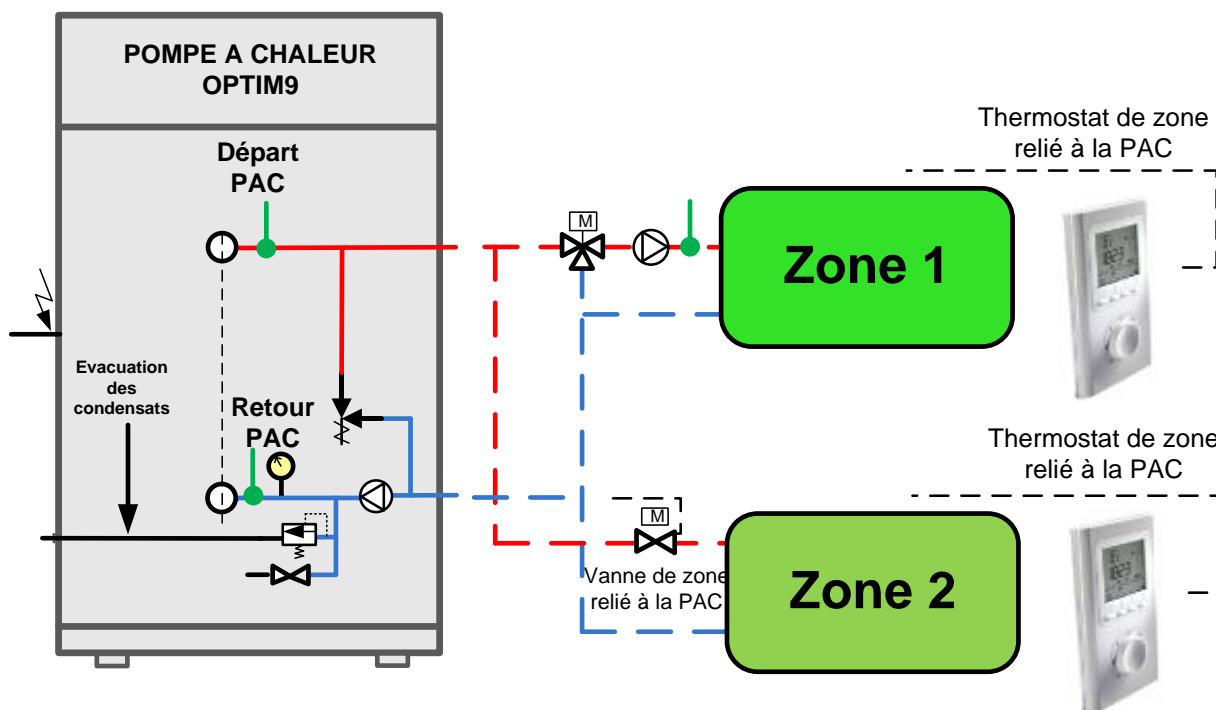 POMPE A CHALEUR
OPTIM9
Départ
PAC
Evacuation
des
condensats
Retour
PAC
M
Zone 1
Thermostat de zone
relié à la PAC
M
Vanne de zone
relié à la PAC
Zone 2
Thermostat de zone
relié à la PAC